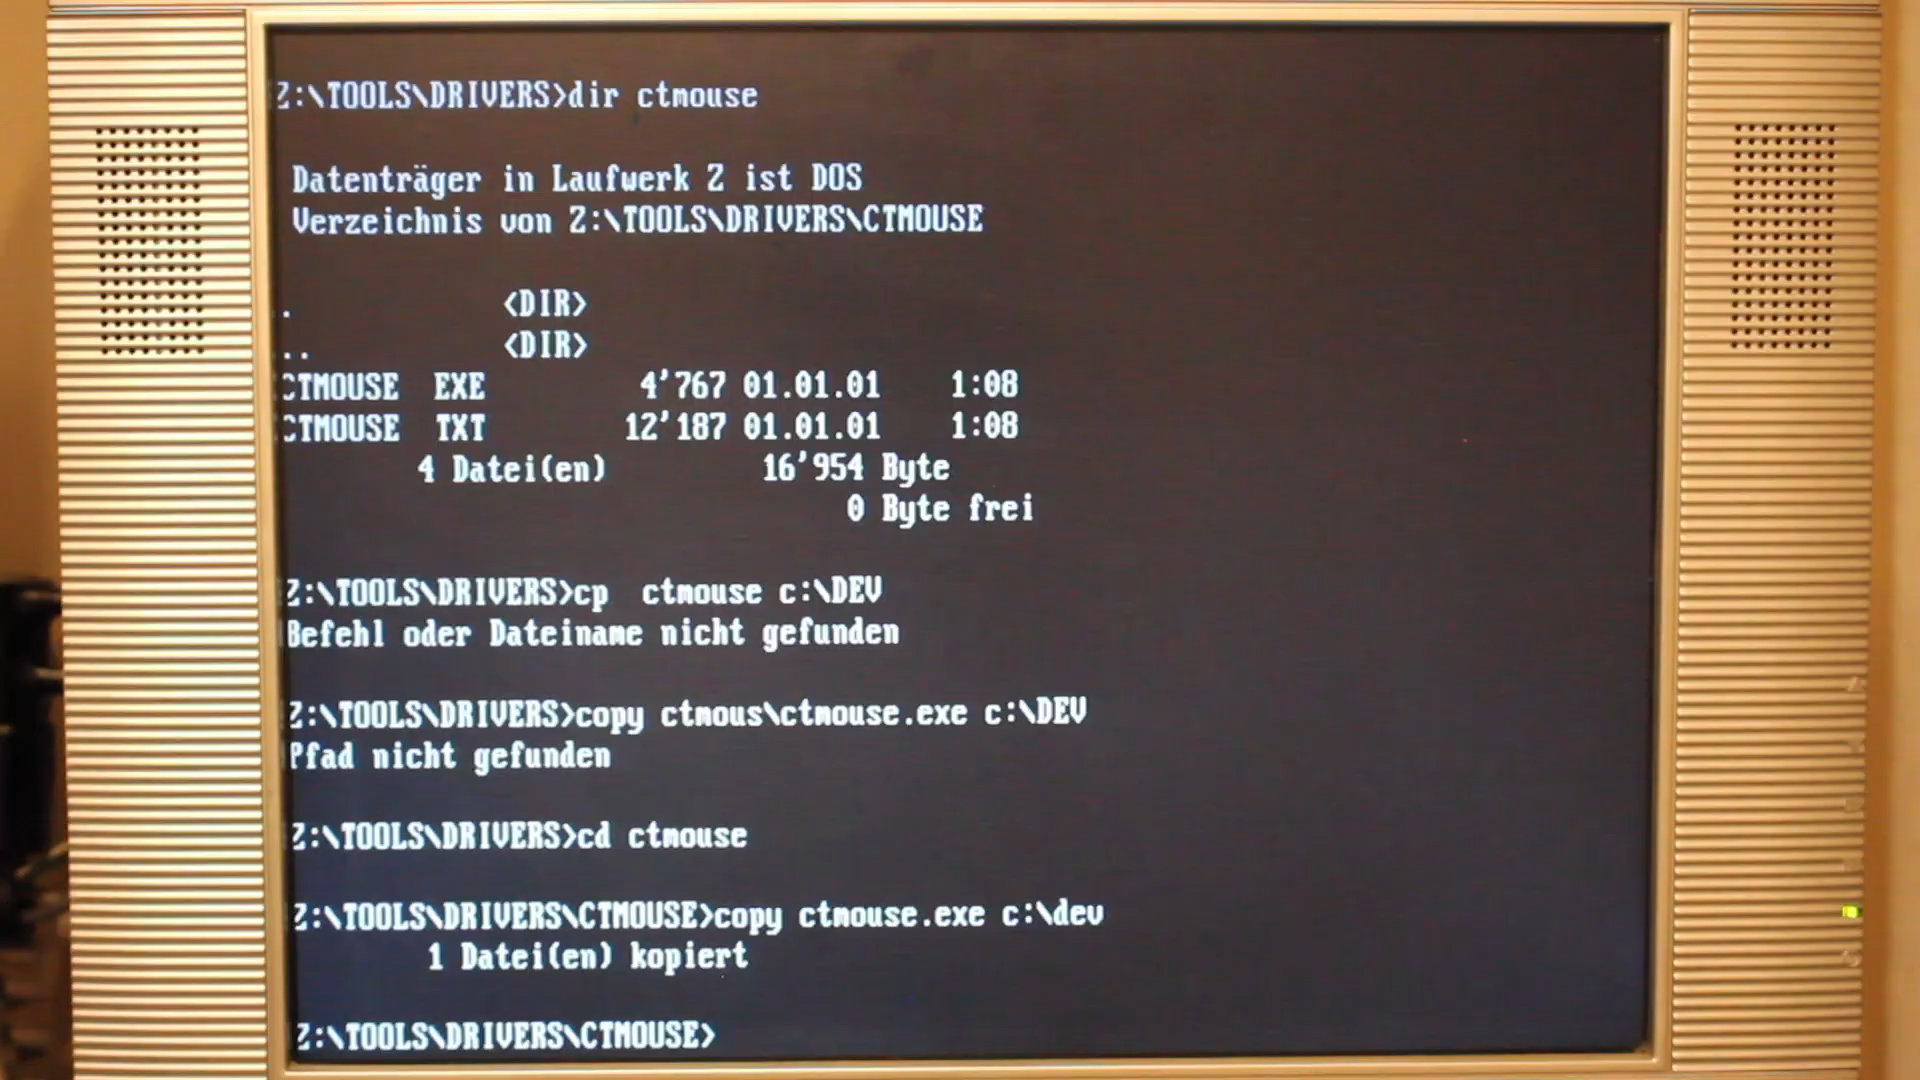 Z:\TOOLS\DRIVERS>dir ctmouse
Datenträger in Laufwerk Z ist DOS
Verzeichnis von Z:\TOOLS\DRIVERS\CTMOUSE
. <DIR>
.. <DIR>
CTMOUSE EXE 4'767 01.01.01 1:08
CTMOUSE TXT 12'187 01.01.01 1:08
4 Datei(en) 16'954 Byte
0 Byte frei
Z:\TOOLS\DRIVERS>cp ctmouse c:\DEV
Befehl oder Dateiname nicht gefunden
Z:\TOOLS\DRIVERS>copy ctmous\ctmouse.exe c:\DEV
Pfad nicht gefunden
Z:\TOOLS\DRIVERS>cd ctmouse
Z:\TOOLS\DRIVERS\CTMOUSE>copy ctmouse.exe c:\dev
1 Datei(en) kopiert
Z:\TOOLS\DRIVERS\CTMOUSE>